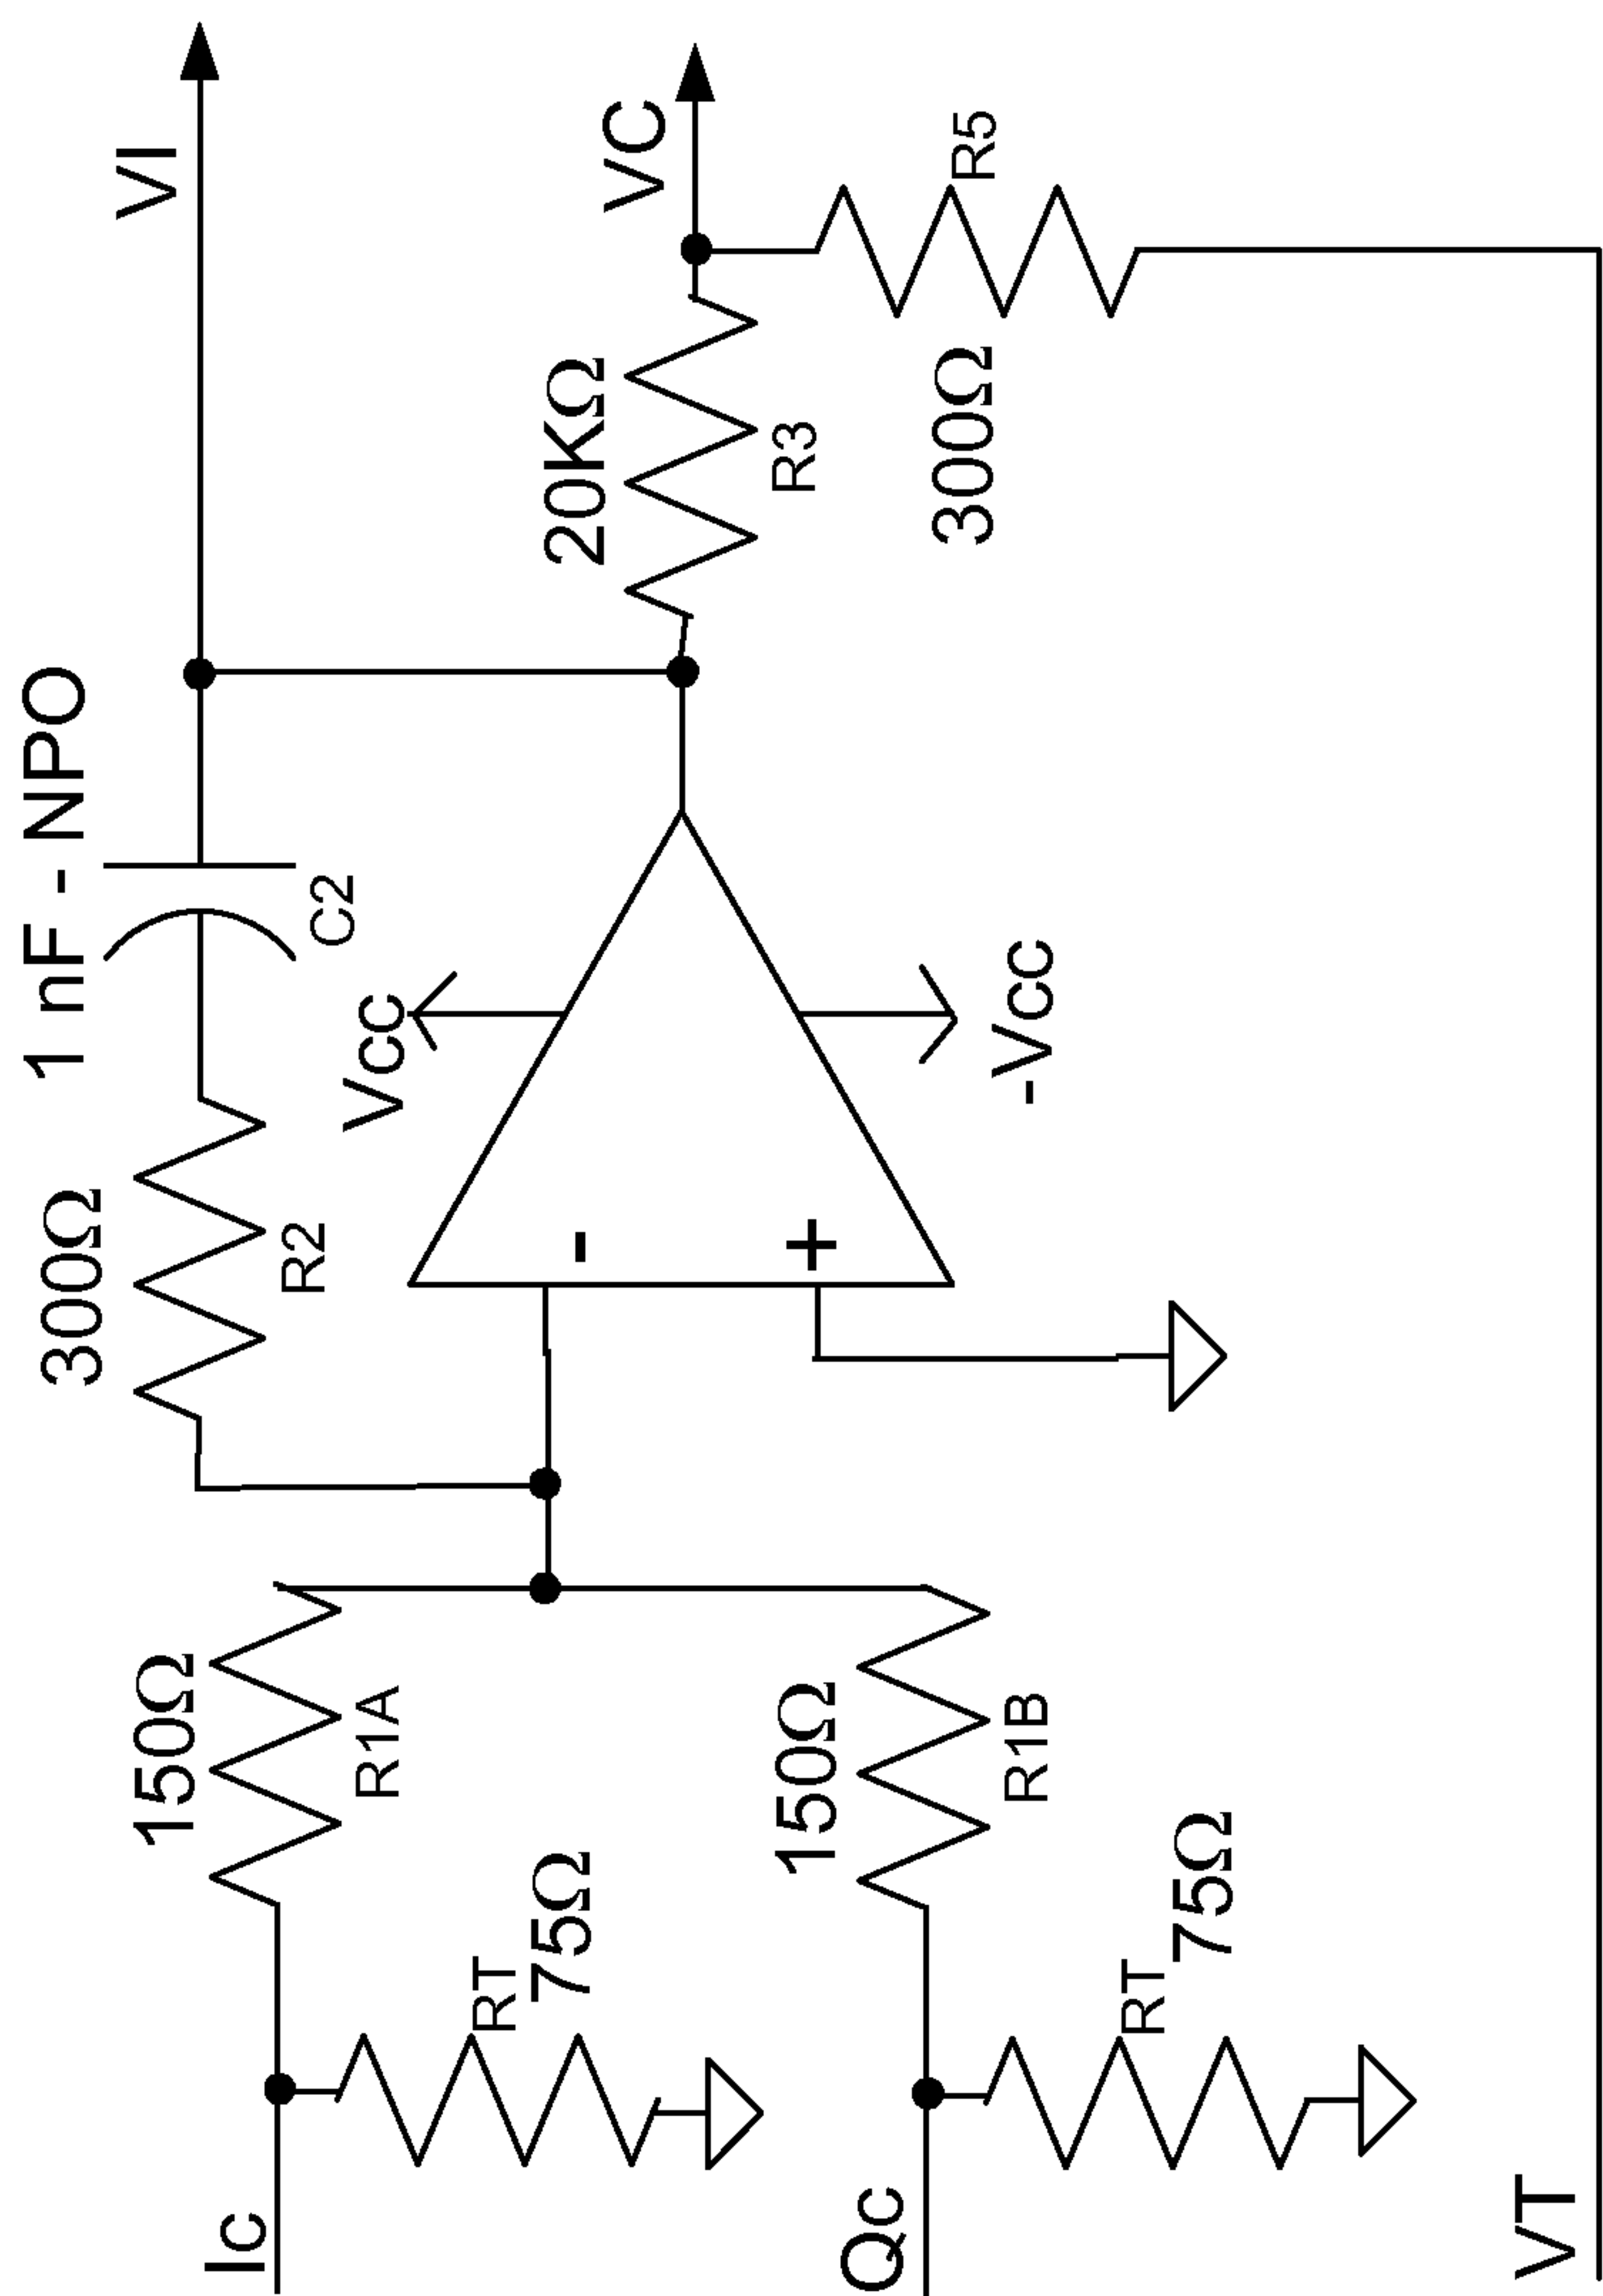 1 nF - NPO
C2
VI
300Ω
R2
Vcc
-
+
-Vcc
20KΩ
R3
VC
R5
300Ω
150Ω
R1A
Ic
RT
75Ω
150Ω
R1B
Qc
RT
75Ω
VT